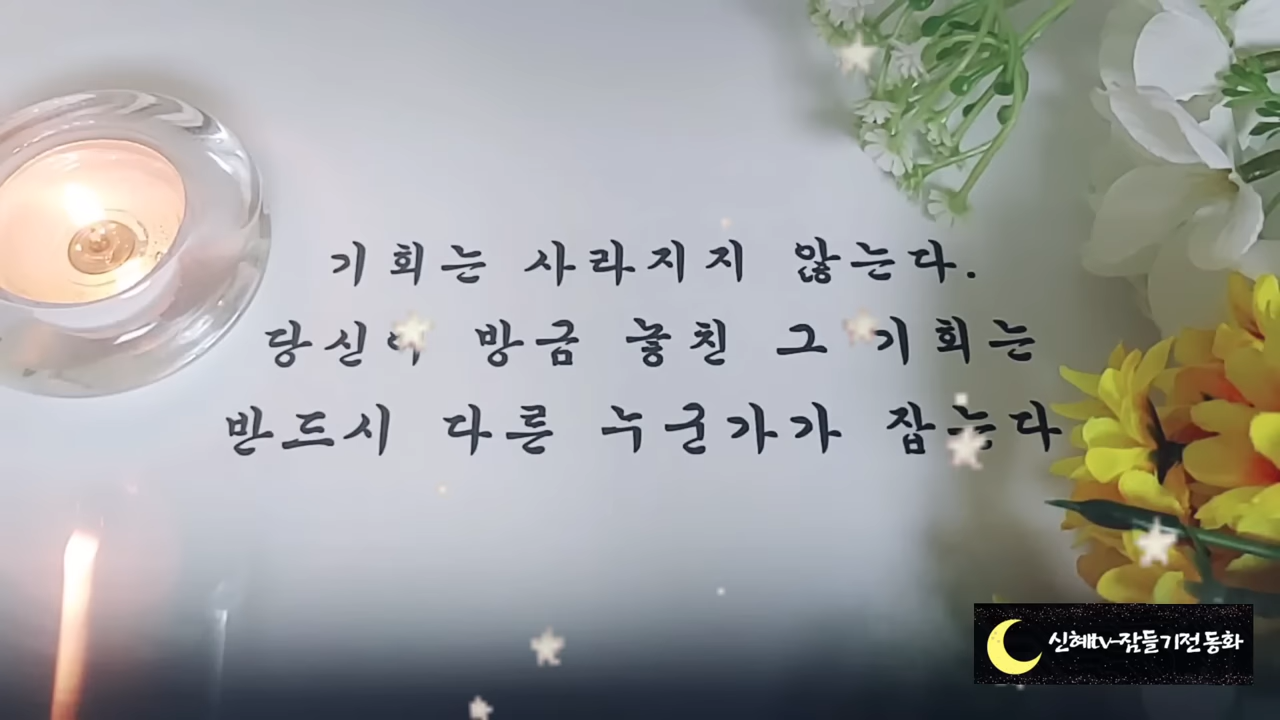 기회는 사라지지 않는다.
당신이 방금 놓친 그 기회는
반드시 다른 누군가가 잡는다
신혜tv-잠들기전 동화